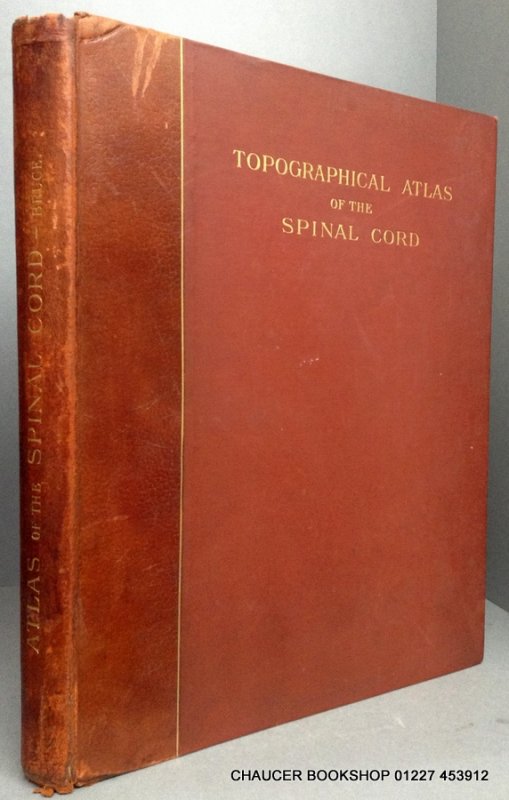 TOPOGRAPHICAL ATLAS
OF THE
SPINAL CORD
ATLAS OF THE SPINAL CORD – BRUCE.
CHAUCER BOOKSHOP 01227 453912